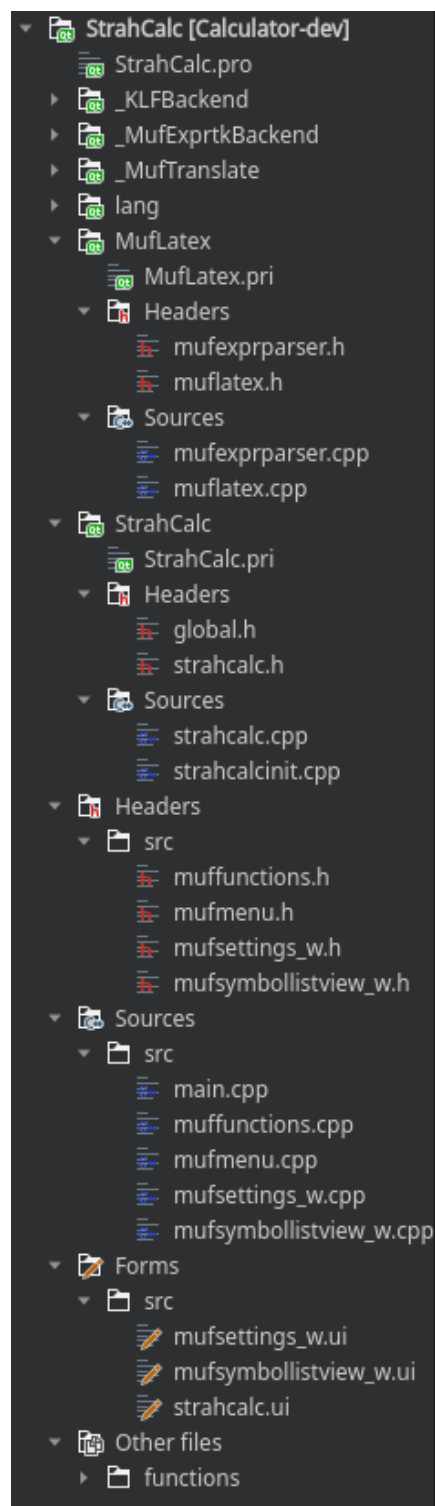 StrahCalc [Calculator-dev]
StrahCalc.pro
_KLFBackend
_MufExprtkBackend
_MufTranslate
lang
MufLatex
MufLatex.pri
Headers
mufexprparser.h
muflatex.h
Sources
mufexprparser.cpp
muflatex.cpp
StrahCalc
StrahCalc.pri
Headers
global.h
strahcalc.h
Sources
strahcalc.cpp
strahcalcinit.cpp
Headers
src
muffunctions.h
mufmenu.h
mufsettings_w.h
mufsymbollistview_w.h
Sources
src
main.cpp
muffunctions.cpp
mufmenu.cpp
mufsettings_w.cpp
mufsymbollistview_w.cpp
Forms
src
mufsettings_w.ui
mufsymbollistview_w.ui
strahcalc.ui
Other files
functions